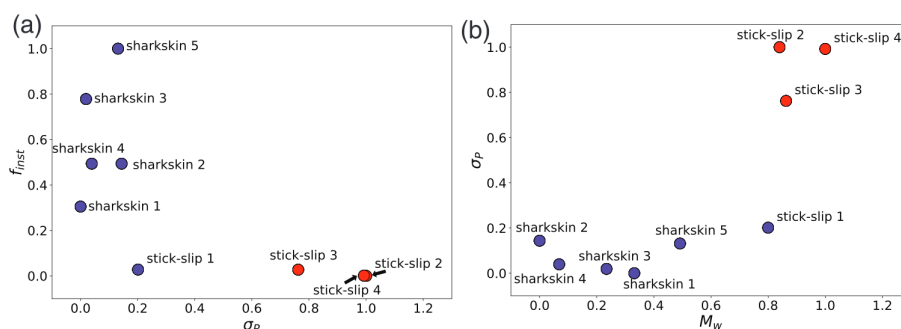 (a)
sharkskin 5
sharkskin 3
sharkskin 4
sharkskin 2
sharkskin 1
stick-slip 1
stick-slip 3
stick-slip 2
stick-slip 4
1.0
0.8
0.6
0.4
0.2
0.0
f_inst
0.0 0.2 0.4 0.6 0.8 1.0 1.2
σ_P
(b)
stick-slip 2
stick-slip 4
stick-slip 3
stick-slip 1
sharkskin 5
sharkskin 2
sharkskin 3
sharkskin 4
sharkskin 1
1.0
0.8
0.6
0.4
0.2
0.0
σ_P
0.0 0.2 0.4 0.6 0.8 1.0
M_w